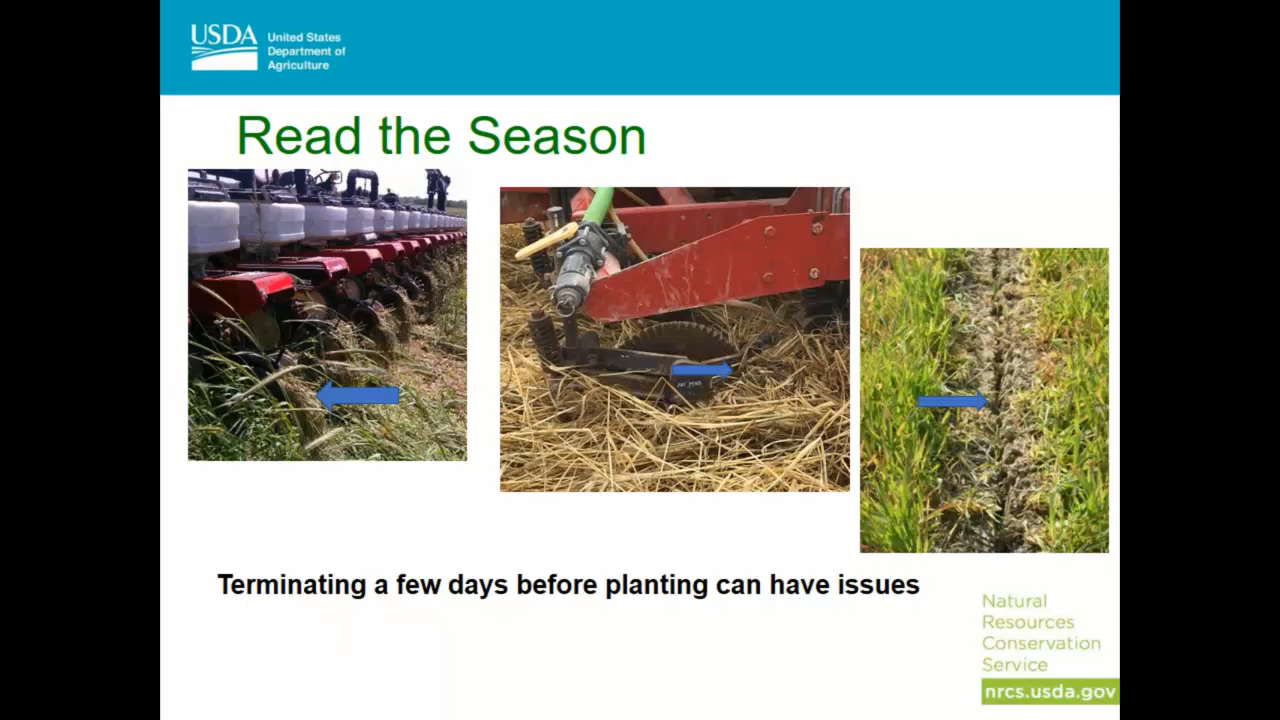 USDA
United States
Department of
Agriculture
Read the Season
Terminating a few days before planting can have issues
Natural
Resources
Conservation
Service
nrcs.usda.gov